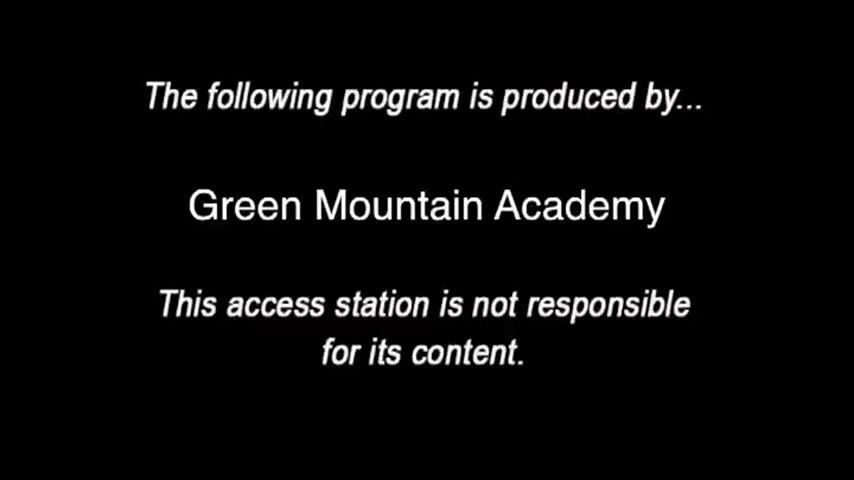 The following program is produced by...
Green Mountain Academy
This access station is not responsible
for its content.